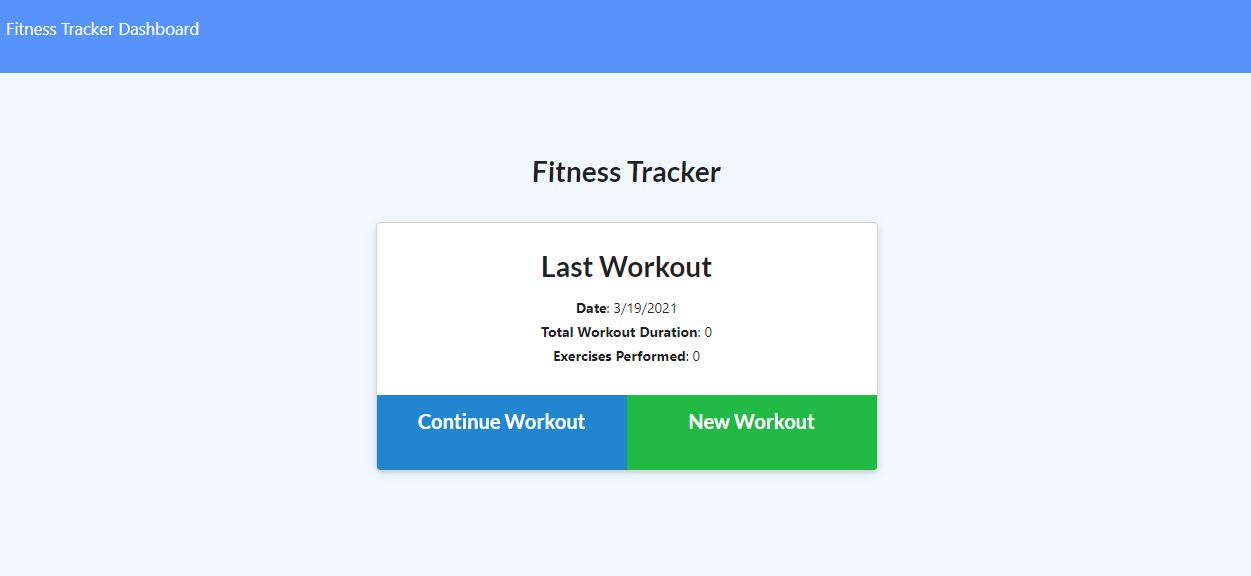 Fitness Tracker Dashboard
Fitness Tracker
Last Workout
Date: 3/19/2021
Total Workout Duration: 0
Exercises Performed: 0
Continue Workout New Workout